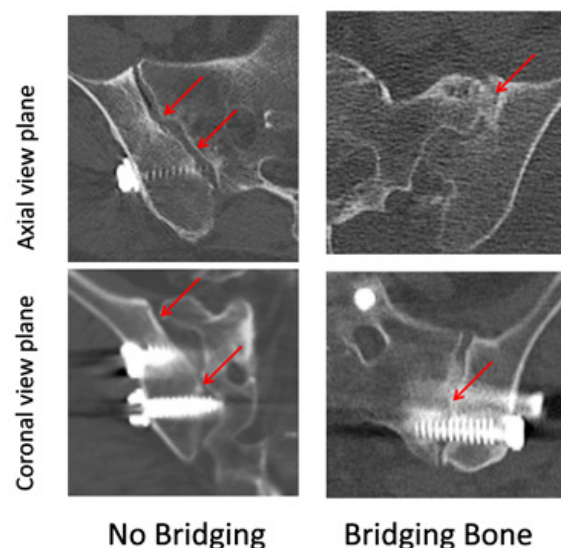 Axial view plane
Coronal view plane
No Bridging
Bridging Bone